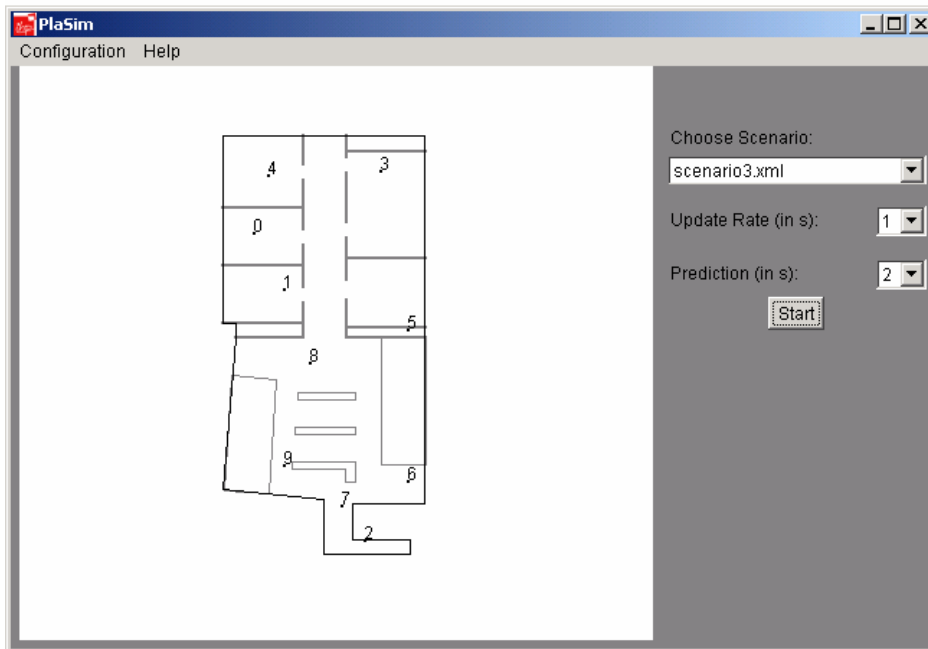 PlaSim
Configuration Help
Choose Scenario:
scenario3.xml
Update Rate (in s): 1
Prediction (in s): 2
Start
4
3
0
1
5
8
9
6
7
2